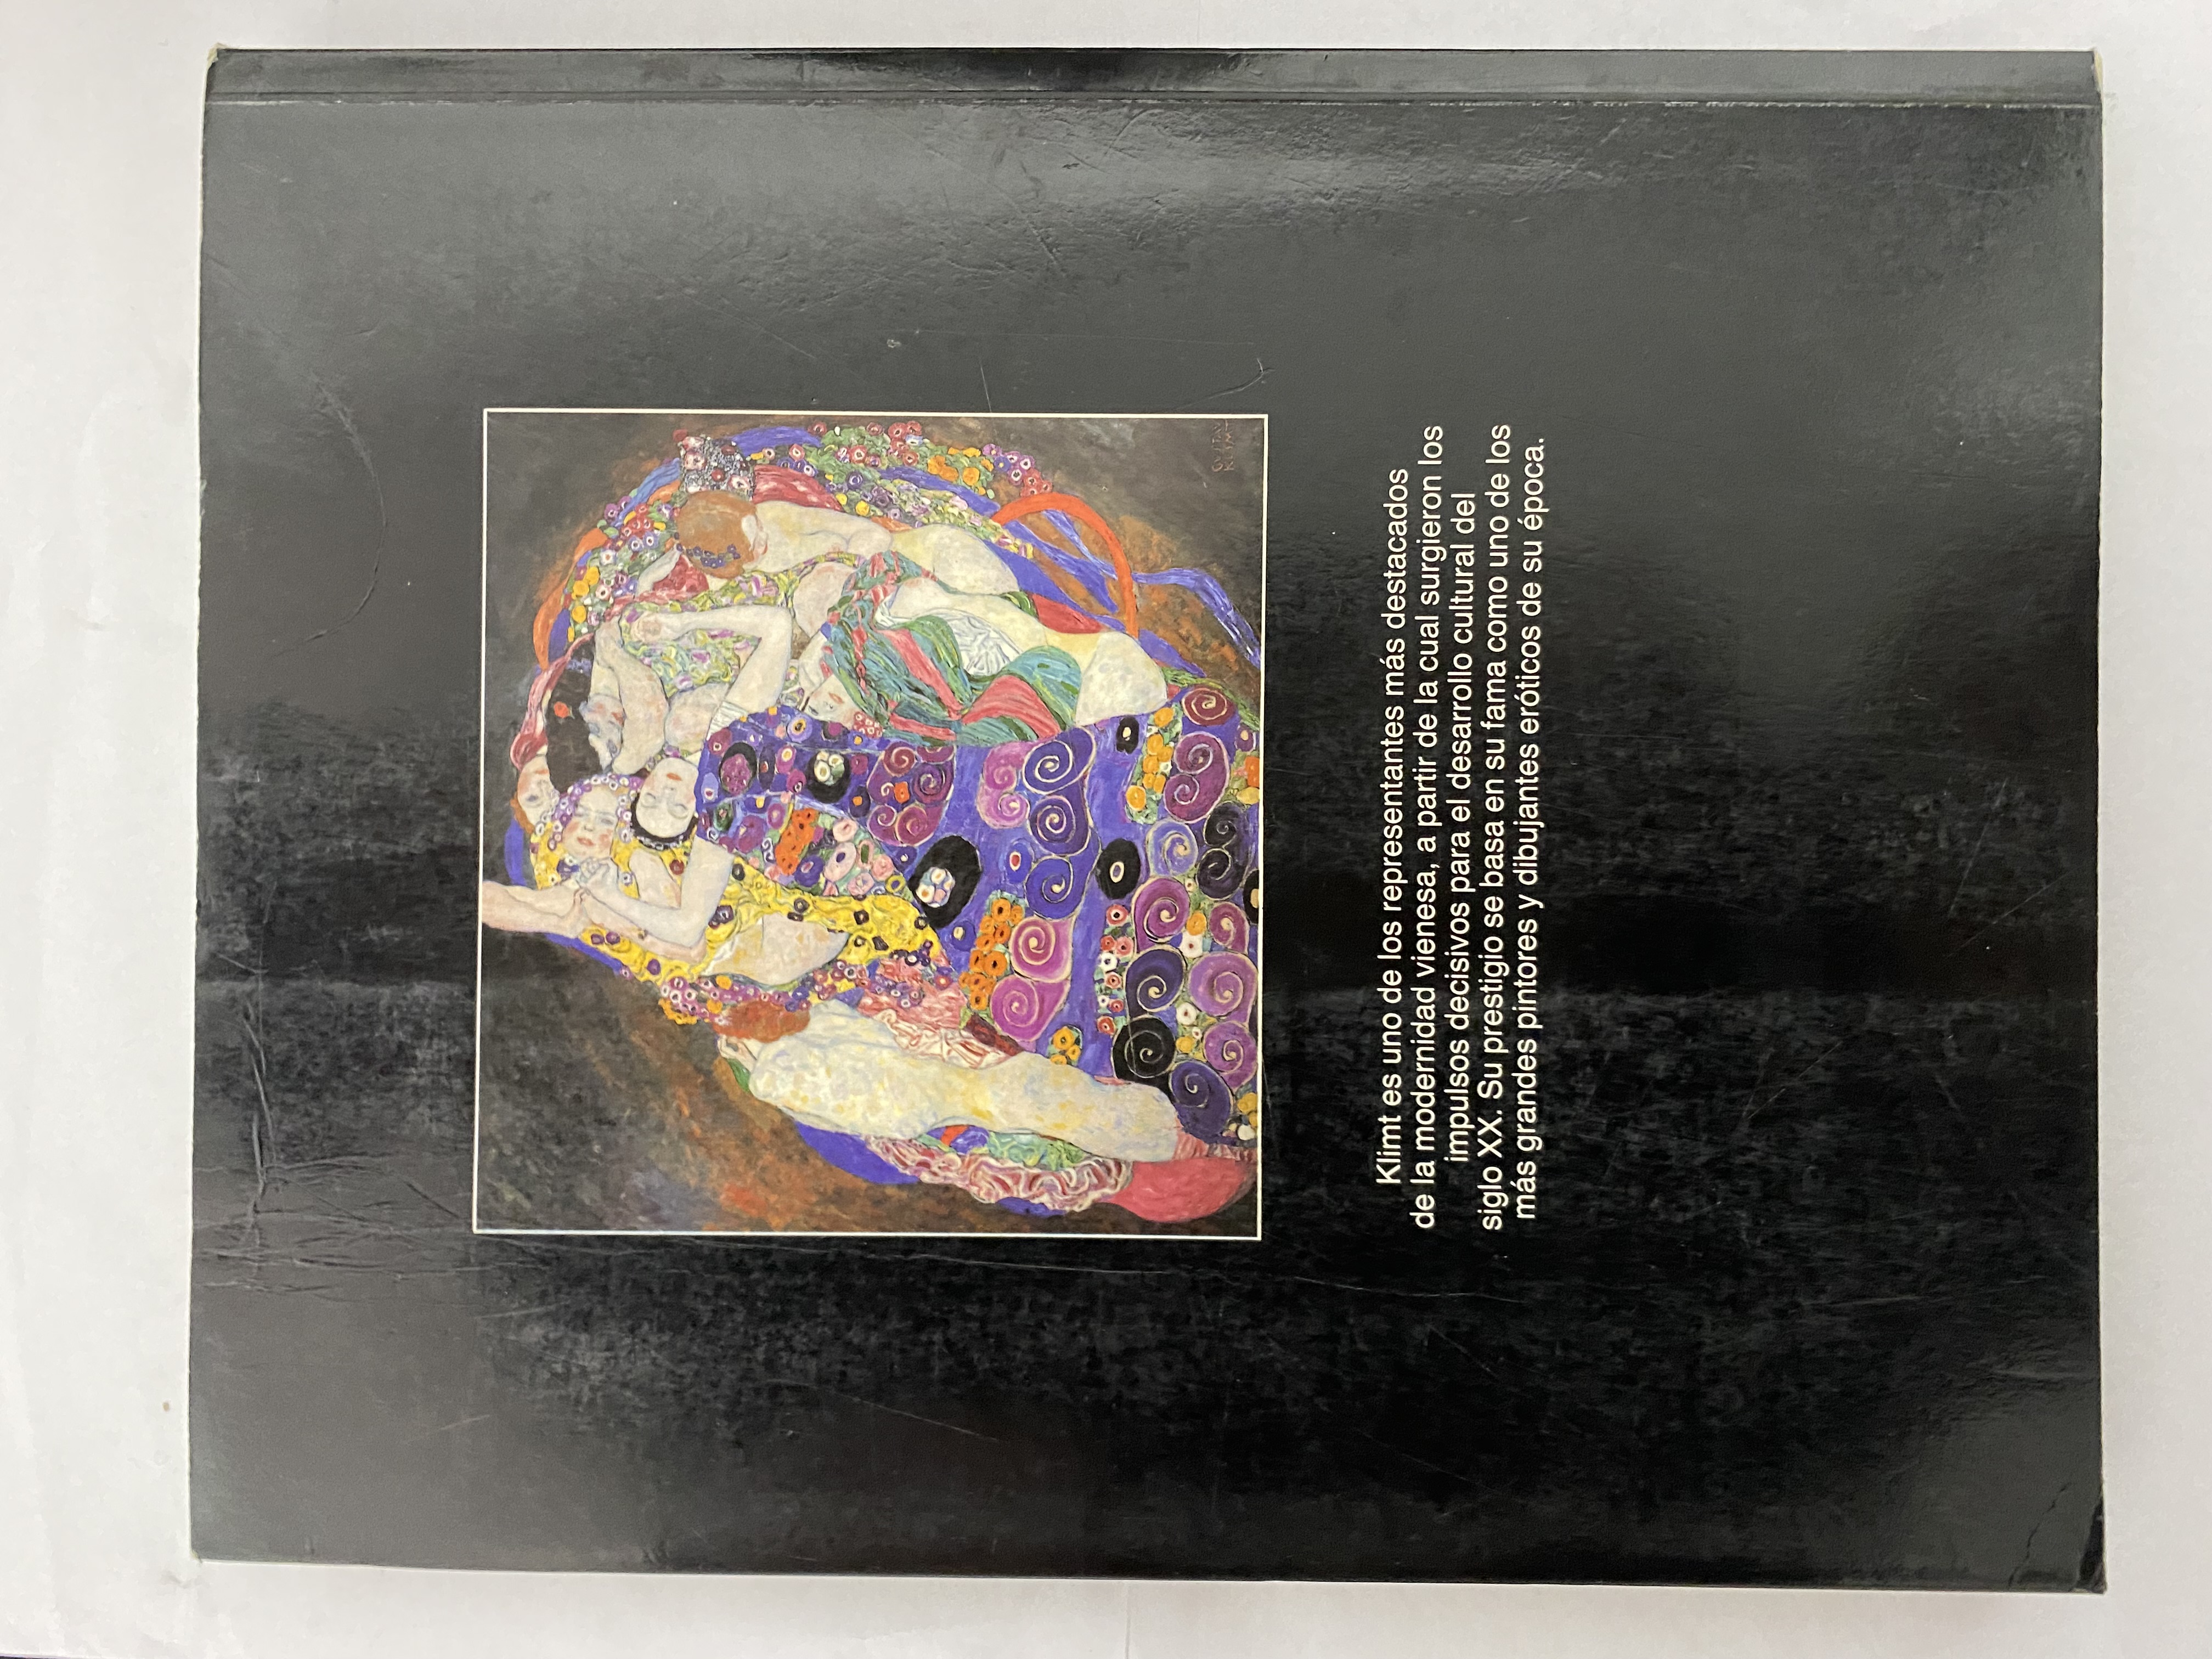 GUSTAV
KLIMT
Klimt es uno de los representantes más destacados
de la modernidad vienesa, a partir de la cual surgieron los
impulsos decisivos para el desarrollo cultural del
siglo XX. Su prestigio se basa en su fama como uno de los
más grandes pintores y dibujantes eróticos de su época.